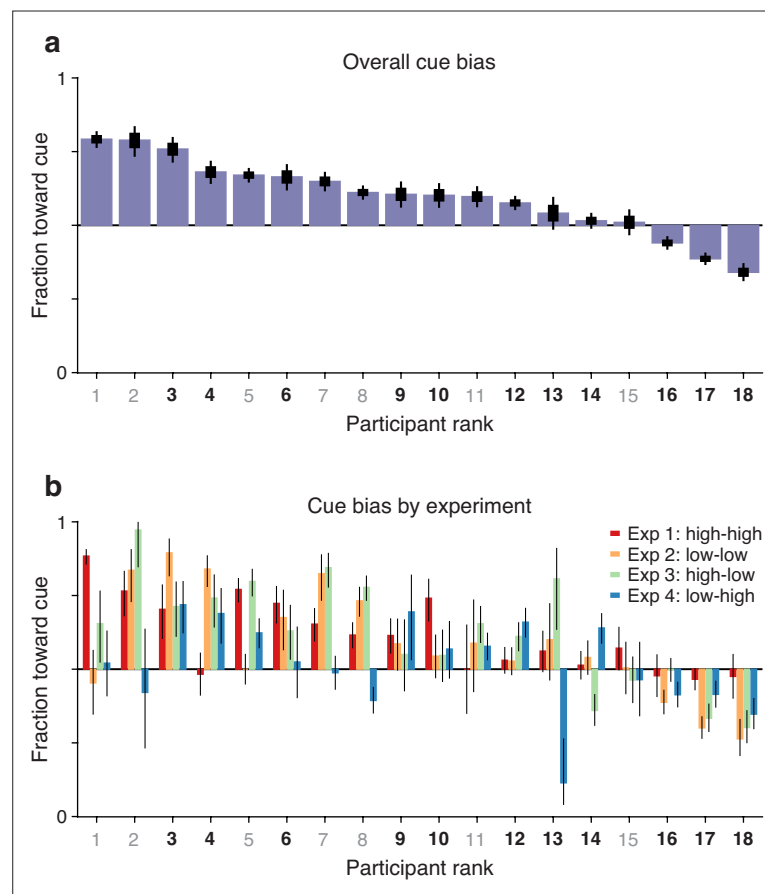 a
Overall cue bias
1
Fraction toward cue
0
1 2 3 4 5 6 7 8 9 10 11 12 13 14 15 16 17 18
Participant rank
b
Cue bias by experiment
1
Exp 1: high-high
Exp 2: low-low
Exp 3: high-low
Exp 4: low-high
Fraction toward cue
0
1 2 3 4 5 6 7 8 9 10 11 12 13 14 15 16 17 18
Participant rank